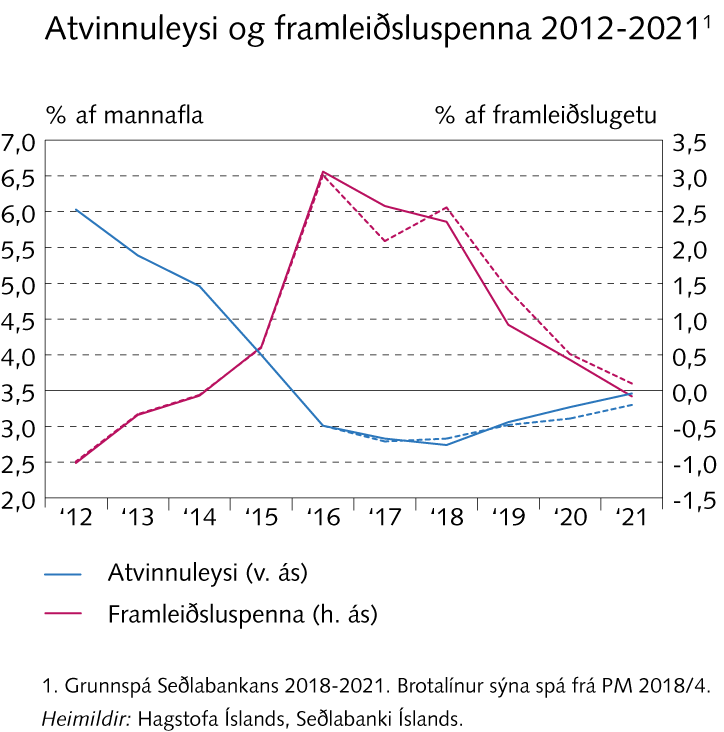 Atvinnuleysi og framleiðsluspenna 2012-2021¹
% af mannafla
% af framleiðslugetu
7,0
6,5
6,0
5,5
5,0
4,5
4,0
3,5
3,0
2,5
2,0
3,5
3,0
2,5
2,0
1,5
1,0
0,5
0,0
-0,5
-1,0
-1,5
‘12 ‘13 ‘14 ‘15 ‘16 ‘17 ‘18 ‘19 ‘20 ‘21
Atvinnuleysi (v. ás)
Framleiðsluspenna (h. ás)
1. Grunnspá Seðlabankans 2018-2021. Brotalínur sýna spá frá PM 2018/4.
Heimildir: Hagstofa Íslands, Seðlabanki Íslands.